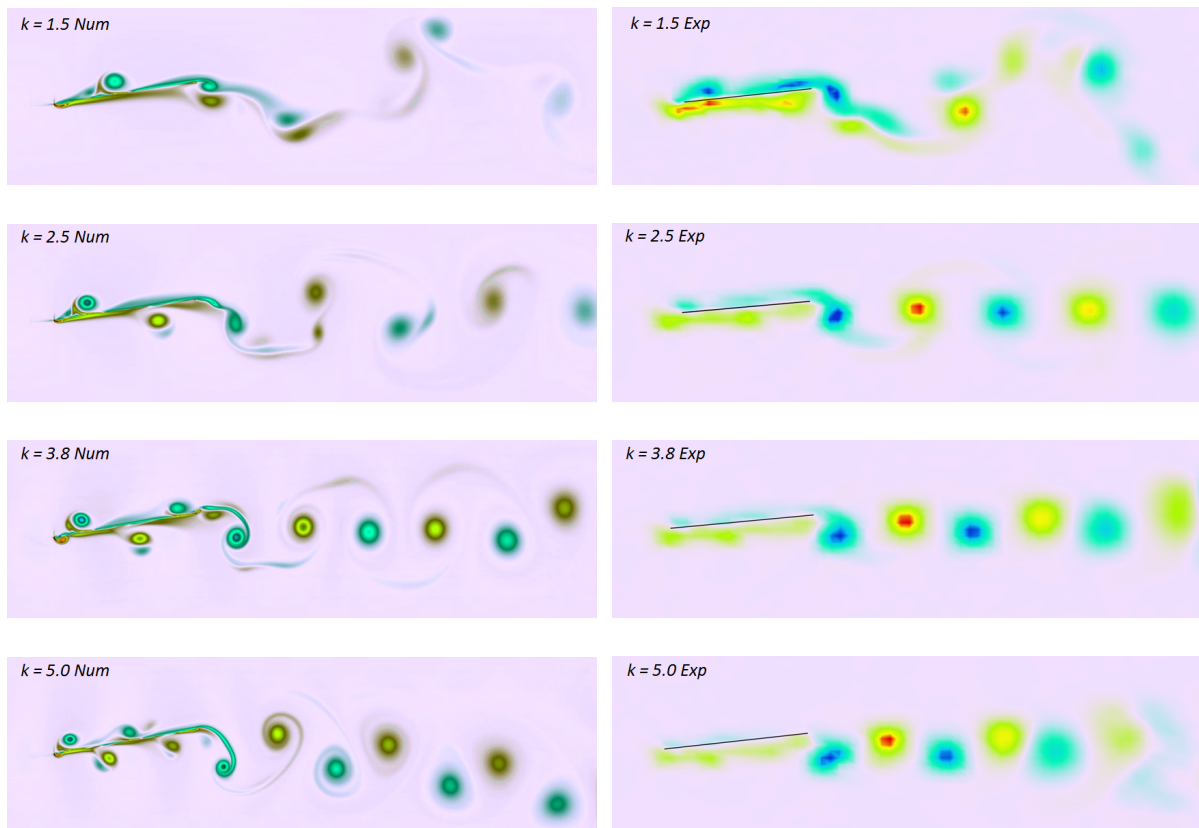 k = 1.5 Num
k = 1.5 Exp
k = 2.5 Num
k = 2.5 Exp
k = 3.8 Num
k = 3.8 Exp
k = 5.0 Num
k = 5.0 Exp